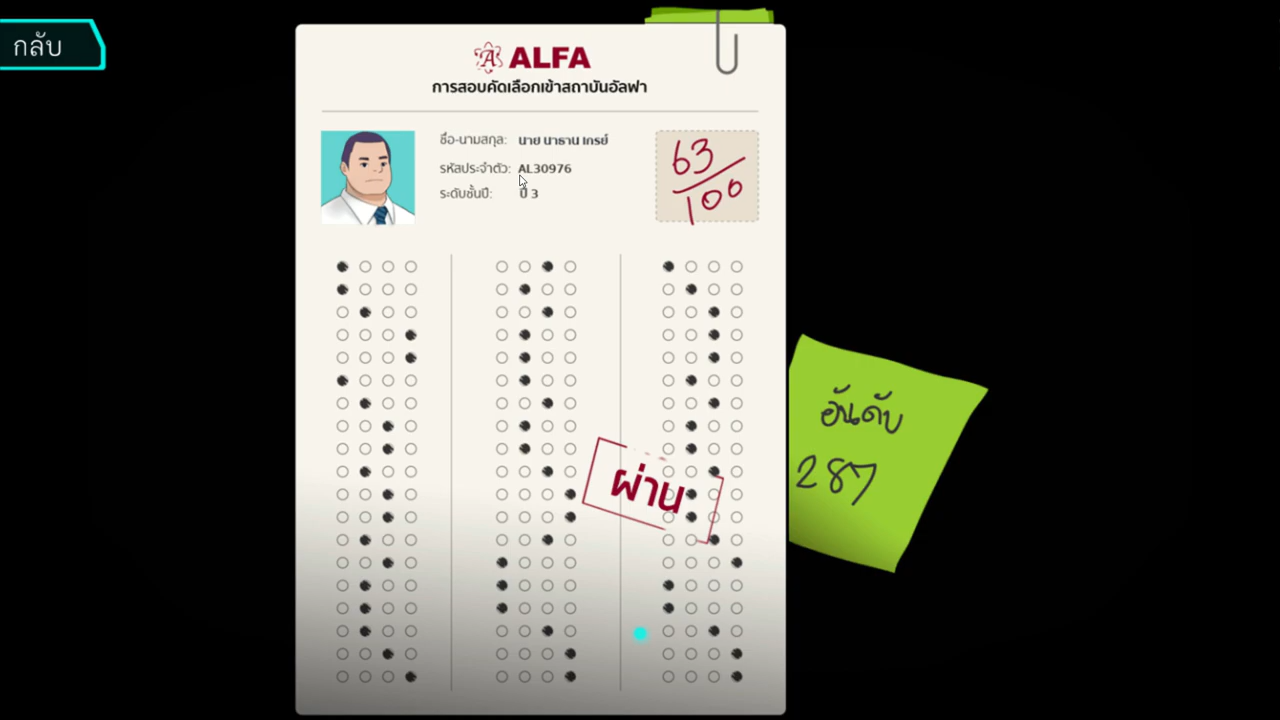 กลับ
ALFA
การสอบคัดเลือกเข้าสถาบันอัลฟา
ชื่อ-นามสกุล: นาย นาธาน เกรย์
รหัสประจำตัว: AL30976
ระดับชั้นปี: ปี 3
63
100
ผ่าน
อันดับ
287